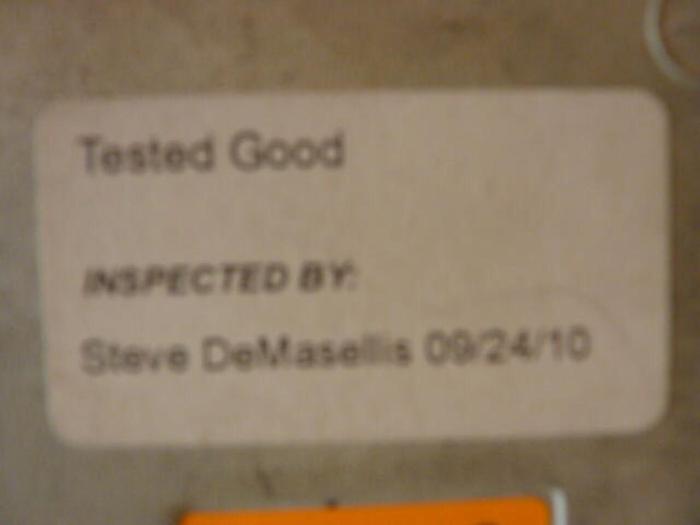 Tested Good
INSPECTED BY:
Steve DeMasellis 09/24/10